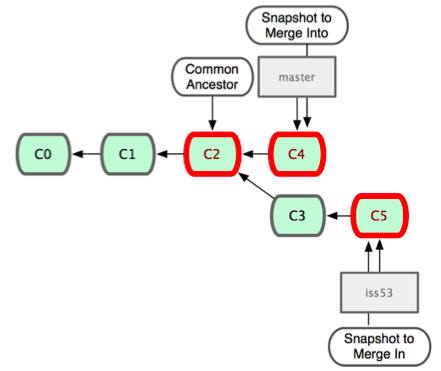 Snapshot to
Merge Into
Common
Ancestor
master
C0
C1
C2
C4
C3
C5
iss53
Snapshot to
Merge In